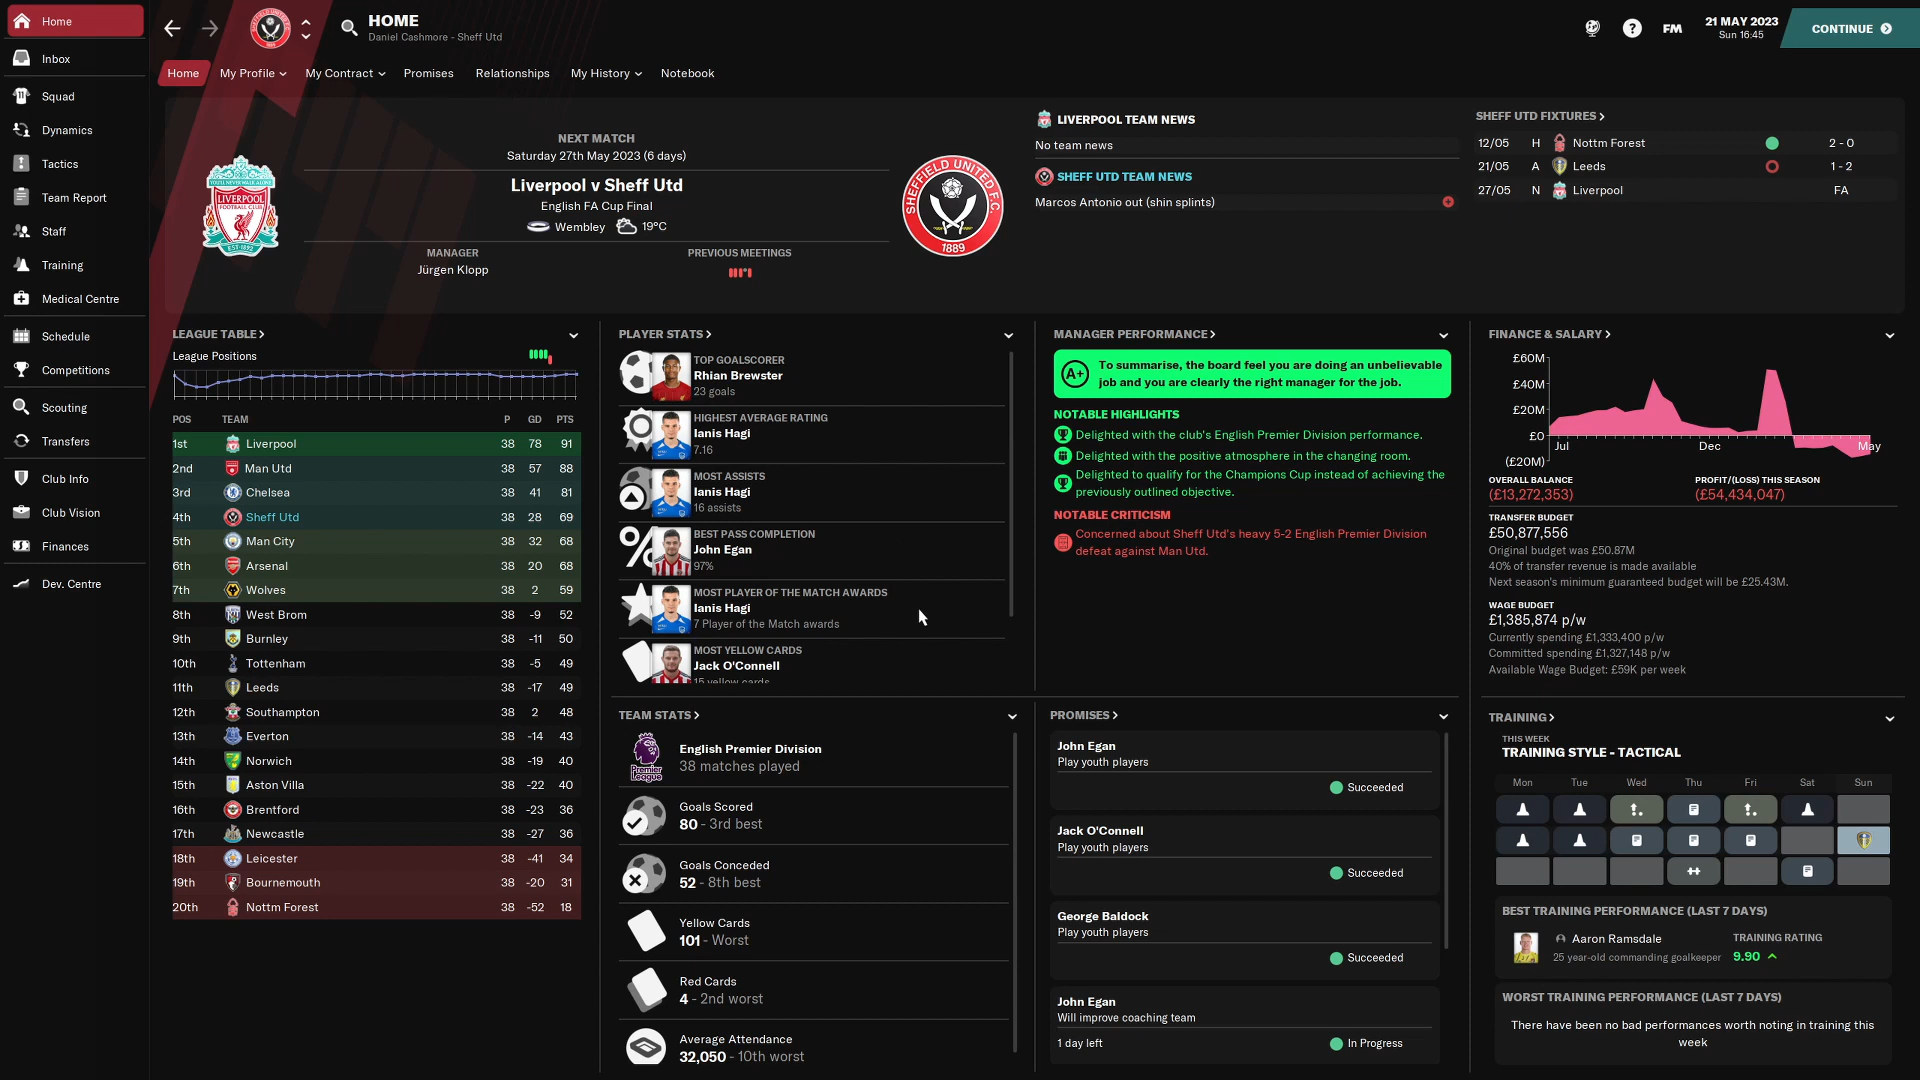 Home
Inbox
Squad
Dynamics
Tactics
Team Report
Staff
Training
Medical Centre
Schedule
Competitions
Scouting
Transfers
Club Info
Club Vision
Finances
Dev. Centre
HOME
Daniel Cashmore - Sheff Utd
FM
21 MAY 2023
Sun 16:45
CONTINUE
Home
My Profile
My Contract
Promises
Relationships
My History
Notebook
NEXT MATCH
Saturday 27th May 2023 (6 days)
Liverpool v Sheff Utd
English FA Cup Final
Wembley 19°C
MANAGER
Jürgen Klopp
PREVIOUS MEETINGS
LIVERPOOL TEAM NEWS
No team news
SHEFF UTD TEAM NEWS
Marcos Antonio out (shin splints)
SHEFF UTD FIXTURES
12/05 H Nottm Forest 2 - 0
21/05 A Leeds 1 - 2
27/05 N Liverpool FA
LEAGUE TABLE
League Positions
POS TEAM P GD PTS
1st Liverpool 38 78 91
2nd Man Utd 38 57 88
3rd Chelsea 38 41 81
4th Sheff Utd 38 28 69
5th Man City 38 32 68
6th Arsenal 38 20 68
7th Wolves 38 2 59
8th West Brom 38 -9 52
9th Burnley 38 -11 50
10th Tottenham 38 -5 49
11th Leeds 38 -17 49
12th Southampton 38 2 48
13th Everton 38 -14 43
14th Norwich 38 -19 40
15th Aston Villa 38 -22 40
16th Brentford 38 -23 36
17th Newcastle 38 -27 36
18th Leicester 38 -41 34
19th Bournemouth 38 -20 31
20th Nottm Forest 38 -52 18
PLAYER STATS
TOP GOALSCORER
Rhian Brewster
23 goals
HIGHEST AVERAGE RATING
Ianis Hagi
7.16
MOST ASSISTS
Ianis Hagi
16 assists
BEST PASS COMPLETION
John Egan
97%
MOST PLAYER OF THE MATCH AWARDS
Ianis Hagi
7 Player of the Match awards
MOST YELLOW CARDS
Jack O'Connell
15 yellow cards
TEAM STATS
English Premier Division
38 matches played
Goals Scored
80 - 3rd best
Goals Conceded
52 - 8th best
Yellow Cards
101 - Worst
Red Cards
4 - 2nd worst
Average Attendance
32,050 - 10th worst
MANAGER PERFORMANCE
A+
To summarise, the board feel you are doing an unbelievable
job and you are clearly the right manager for the job.
NOTABLE HIGHLIGHTS
Delighted with the club's English Premier Division performance.
Delighted with the positive atmosphere in the changing room.
Delighted to qualify for the Champions Cup instead of achieving the
previously outlined objective.
NOTABLE CRITICISM
Concerned about Sheff Utd's heavy 5-2 English Premier Division
defeat against Man Utd.
PROMISES
John Egan
Play youth players
Succeeded
Jack O'Connell
Play youth players
Succeeded
George Baldock
Play youth players
Succeeded
John Egan
Will improve coaching team
1 day left
In Progress
FINANCE & SALARY
£60M
£40M
£20M
£0
(£20M)
Jul Dec May
OVERALL BALANCE
(£13,272,353)
PROFIT/(LOSS) THIS SEASON
(£54,434,047)
TRANSFER BUDGET
£50,877,556
Original budget was £50.87M
40% of transfer revenue is made available
Next season's minimum guaranteed budget will be £25.43M.
WAGE BUDGET
£1,385,874 p/w
Currently spending £1,333,400 p/w
Committed spending £1,327,148 p/w
Available Wage Budget: £59K per week
TRAINING
THIS WEEK
TRAINING STYLE - TACTICAL
Mon Tue Wed Thu Fri Sat Sun
BEST TRAINING PERFORMANCE (LAST 7 DAYS)
Aaron Ramsdale
25 year-old commanding goalkeeper
TRAINING RATING
9.90
WORST TRAINING PERFORMANCE (LAST 7 DAYS)
There have been no bad performances worth noting in training this
week